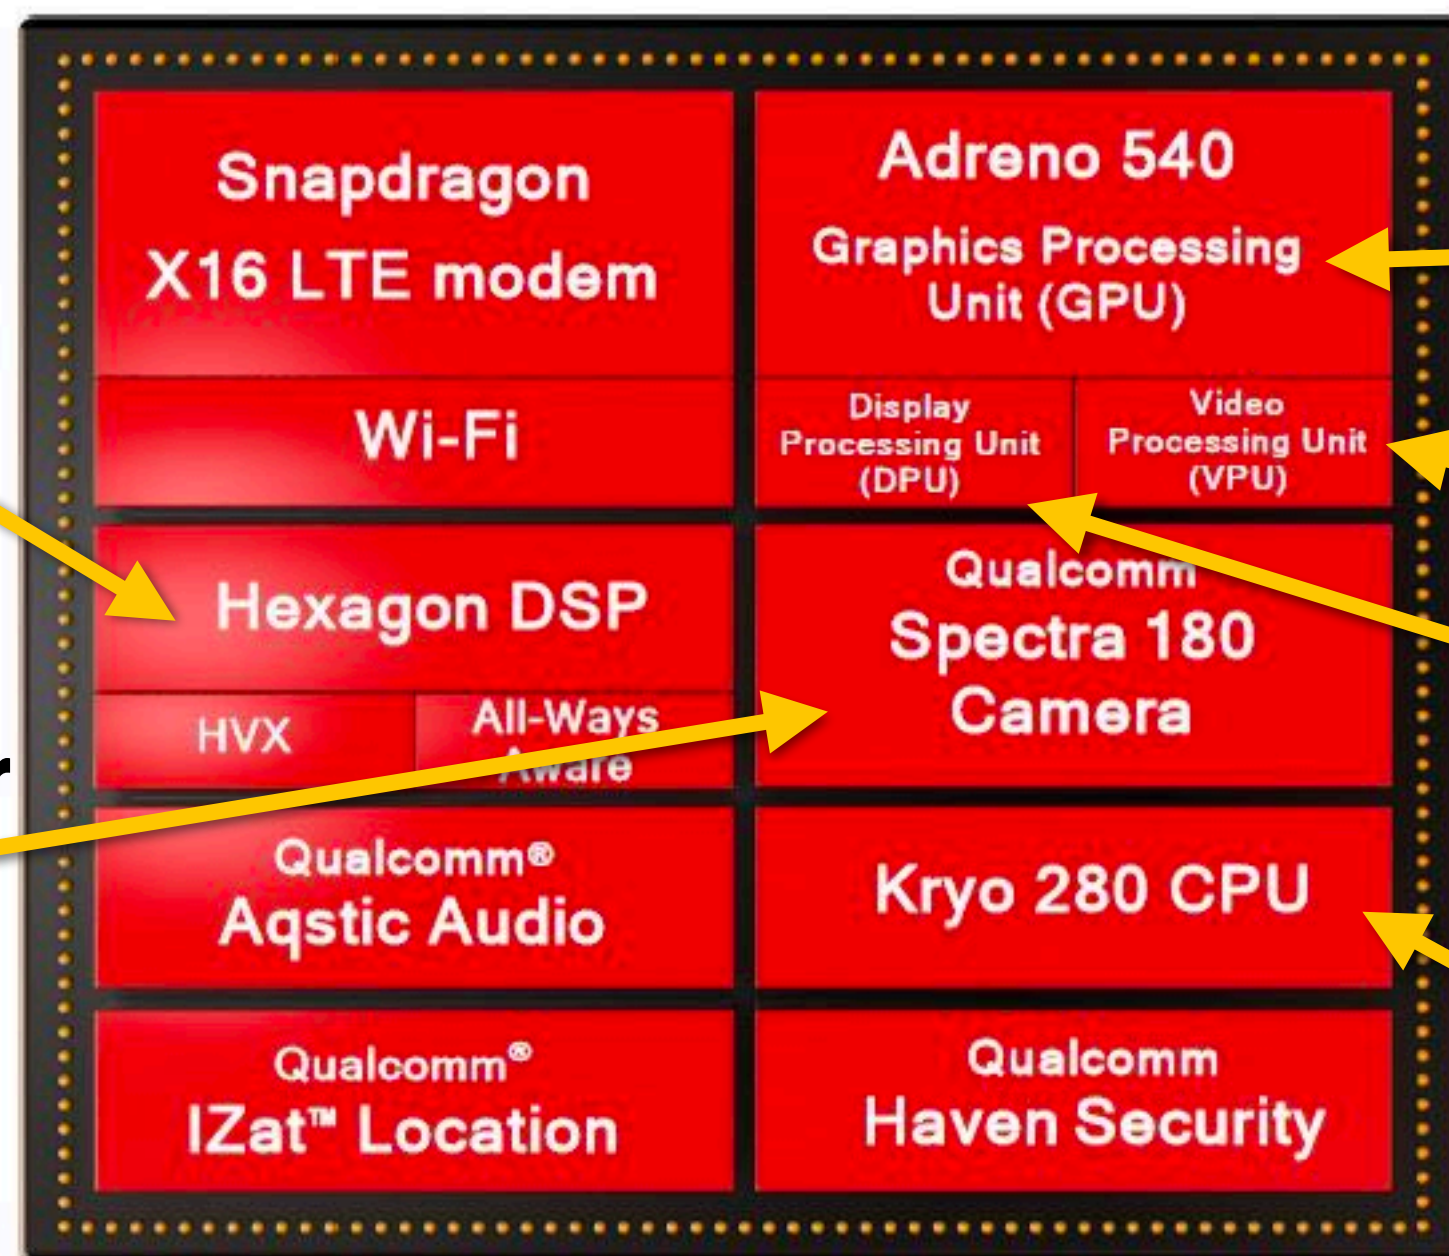 Snapdragon
X16 LTE modem
Wi-Fi
Adreno 540
Graphics Processing
Unit (GPU)
Display
Processing Unit
(DPU)
Video
Processing Unit
(VPU)
Hexagon DSP
HVX
All-Ways
Aware
Qualcomm
Spectra 180
Camera
Qualcomm®
Aqstic Audio
Kryo 280 CPU
Qualcomm®
IZat™ Location
Qualcomm
Haven Security